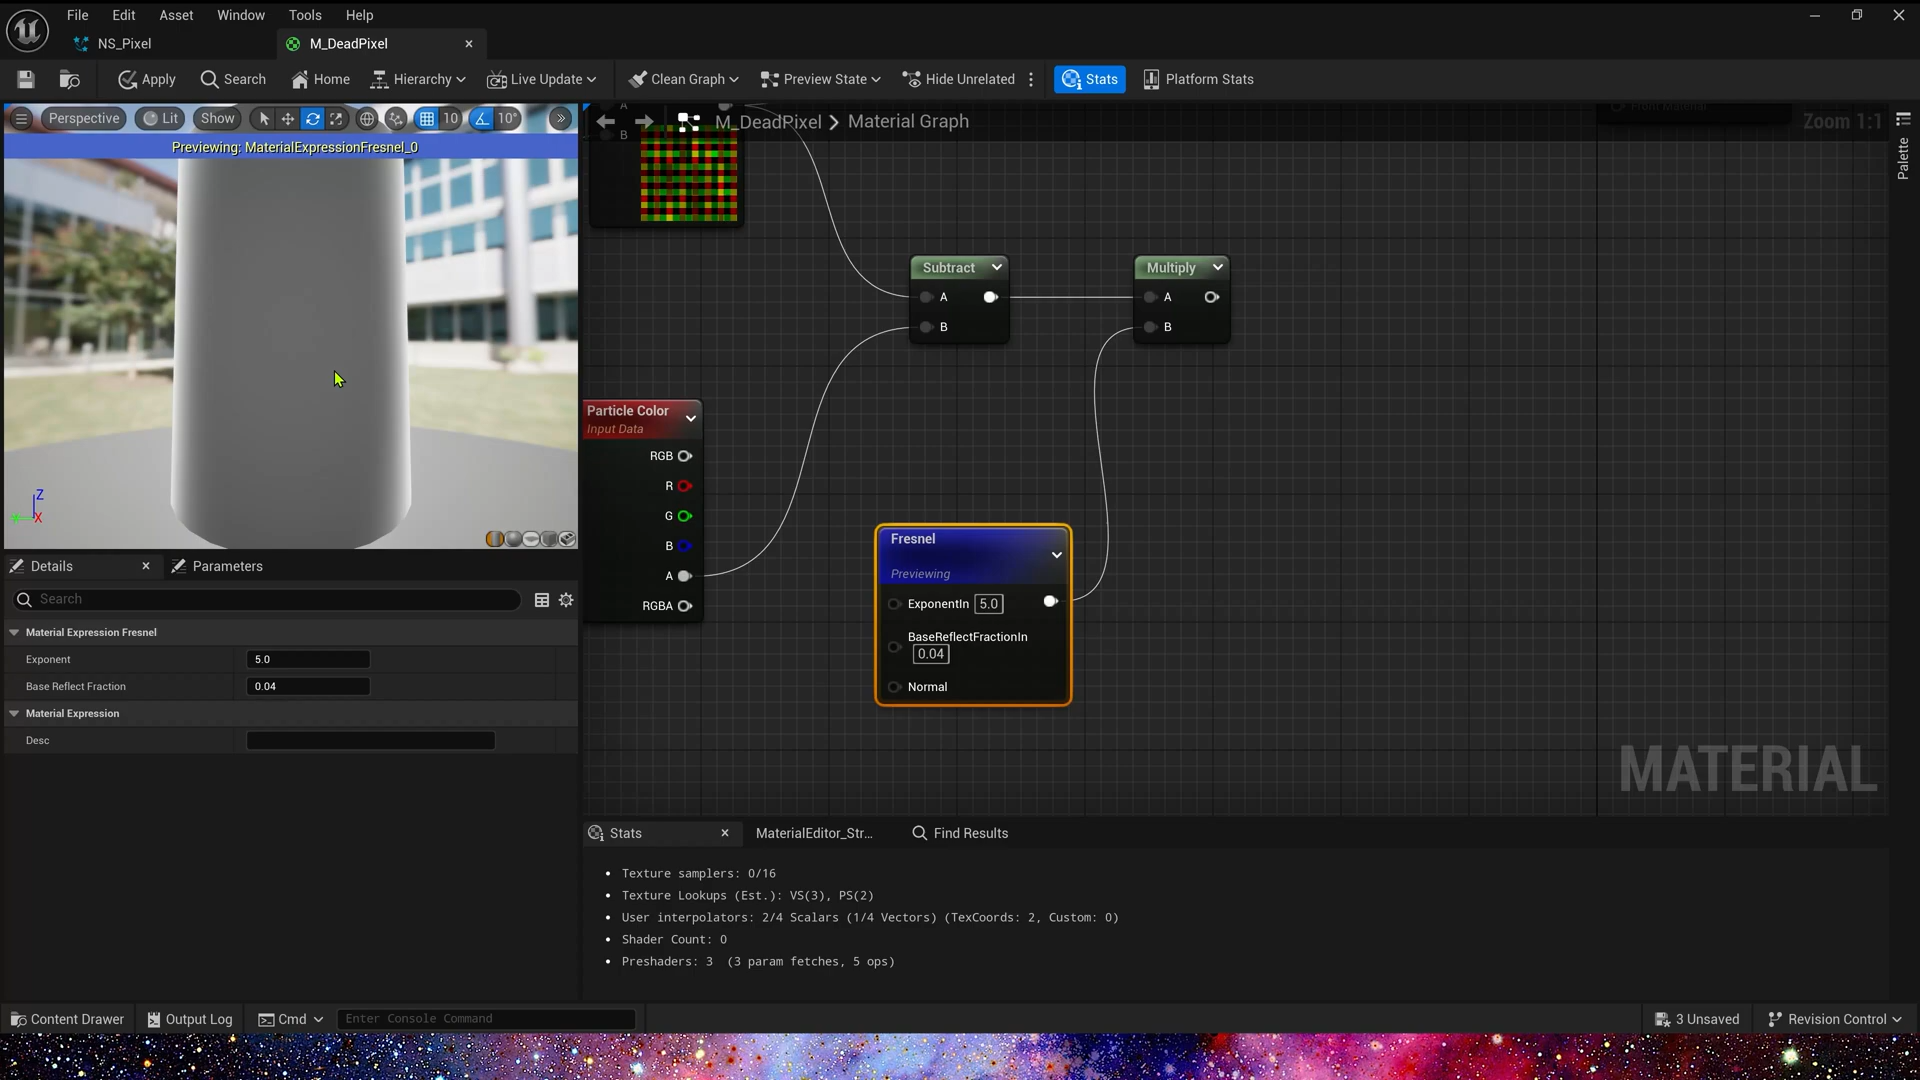 File Edit Asset Window Tools Help
NS_Pixel
M_DeadPixel
Apply Search Home Hierarchy Live Update Clean Graph Preview State Hide Unrelated Stats Platform Stats
Perspective Lit Show 10 10°
Previewing: MaterialExpressionFresnel_0
Z
X
A
B
M_DeadPixel > Material Graph
Front Material
Zoom 1:1
Palette
Subtract
A
B
Multiply
A
B
Particle Color
Input Data
RGB
R
G
B
A
RGBA
Fresnel
Previewing
ExponentIn 5.0
BaseReflectFractionIn
0.04
Normal
MATERIAL
Details
Parameters
Search
Material Expression Fresnel
Exponent 5.0
Base Reflect Fraction 0.04
Material Expression
Desc
Stats
MaterialEditor_Str...
Find Results
• Texture samplers: 0/16
• Texture Lookups (Est.): VS(3), PS(2)
• User interpolators: 2/4 Scalars (1/4 Vectors) (TexCoords: 2, Custom: 0)
• Shader Count: 0
• Preshaders: 3 (3 param fetches, 5 ops)
Content Drawer Output Log Cmd Enter Console Command 3 Unsaved Revision Control